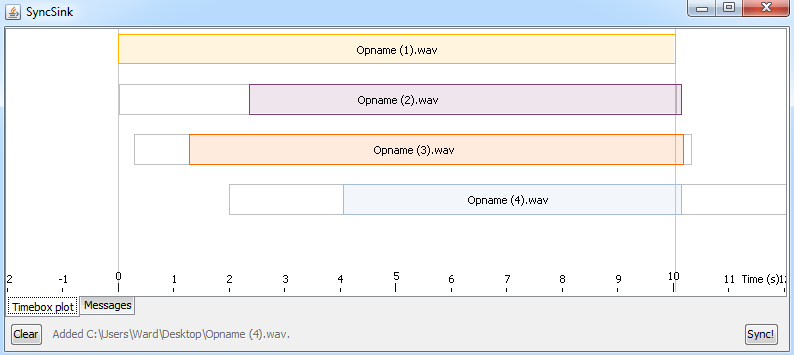 SyncSink
Opname (1).wav
Opname (2).wav
Opname (3).wav
Opname (4).wav
2 -1 0 1 2 3 4 5 6 7 8 9 10 Time (s) 12
Timebox plot Messages
Clear Added C:\Users\Ward\Desktop\Opname (4).wav. Sync!